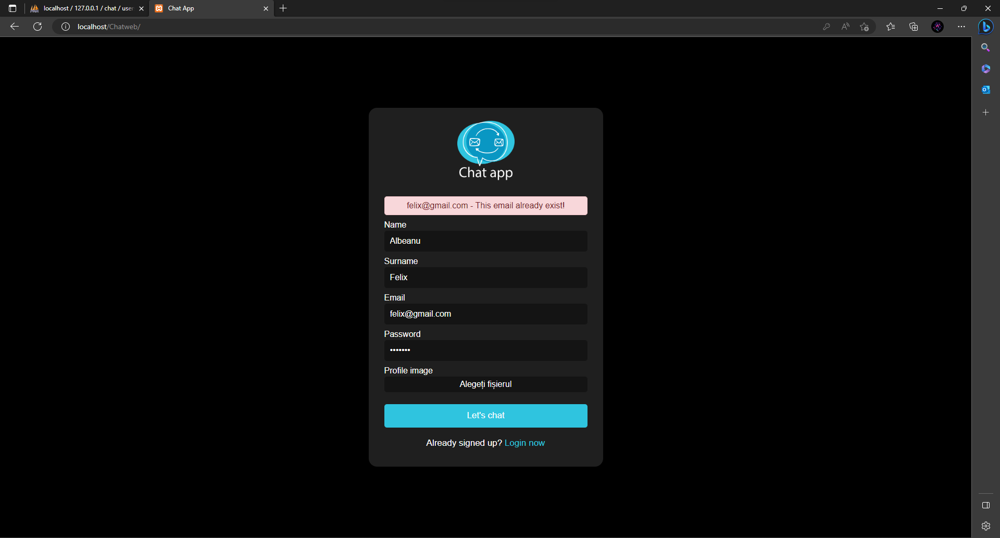 localhost / 127.0.0.1 / chat / user
Chat App
localhost/Chatweb/
Chat app
felix@gmail.com - This email already exist!
Name
Albeanu
Surname
Felix
Email
felix@gmail.com
Password
•••••••
Profile image
Alegeți fișierul
Let's chat
Already signed up? Login now